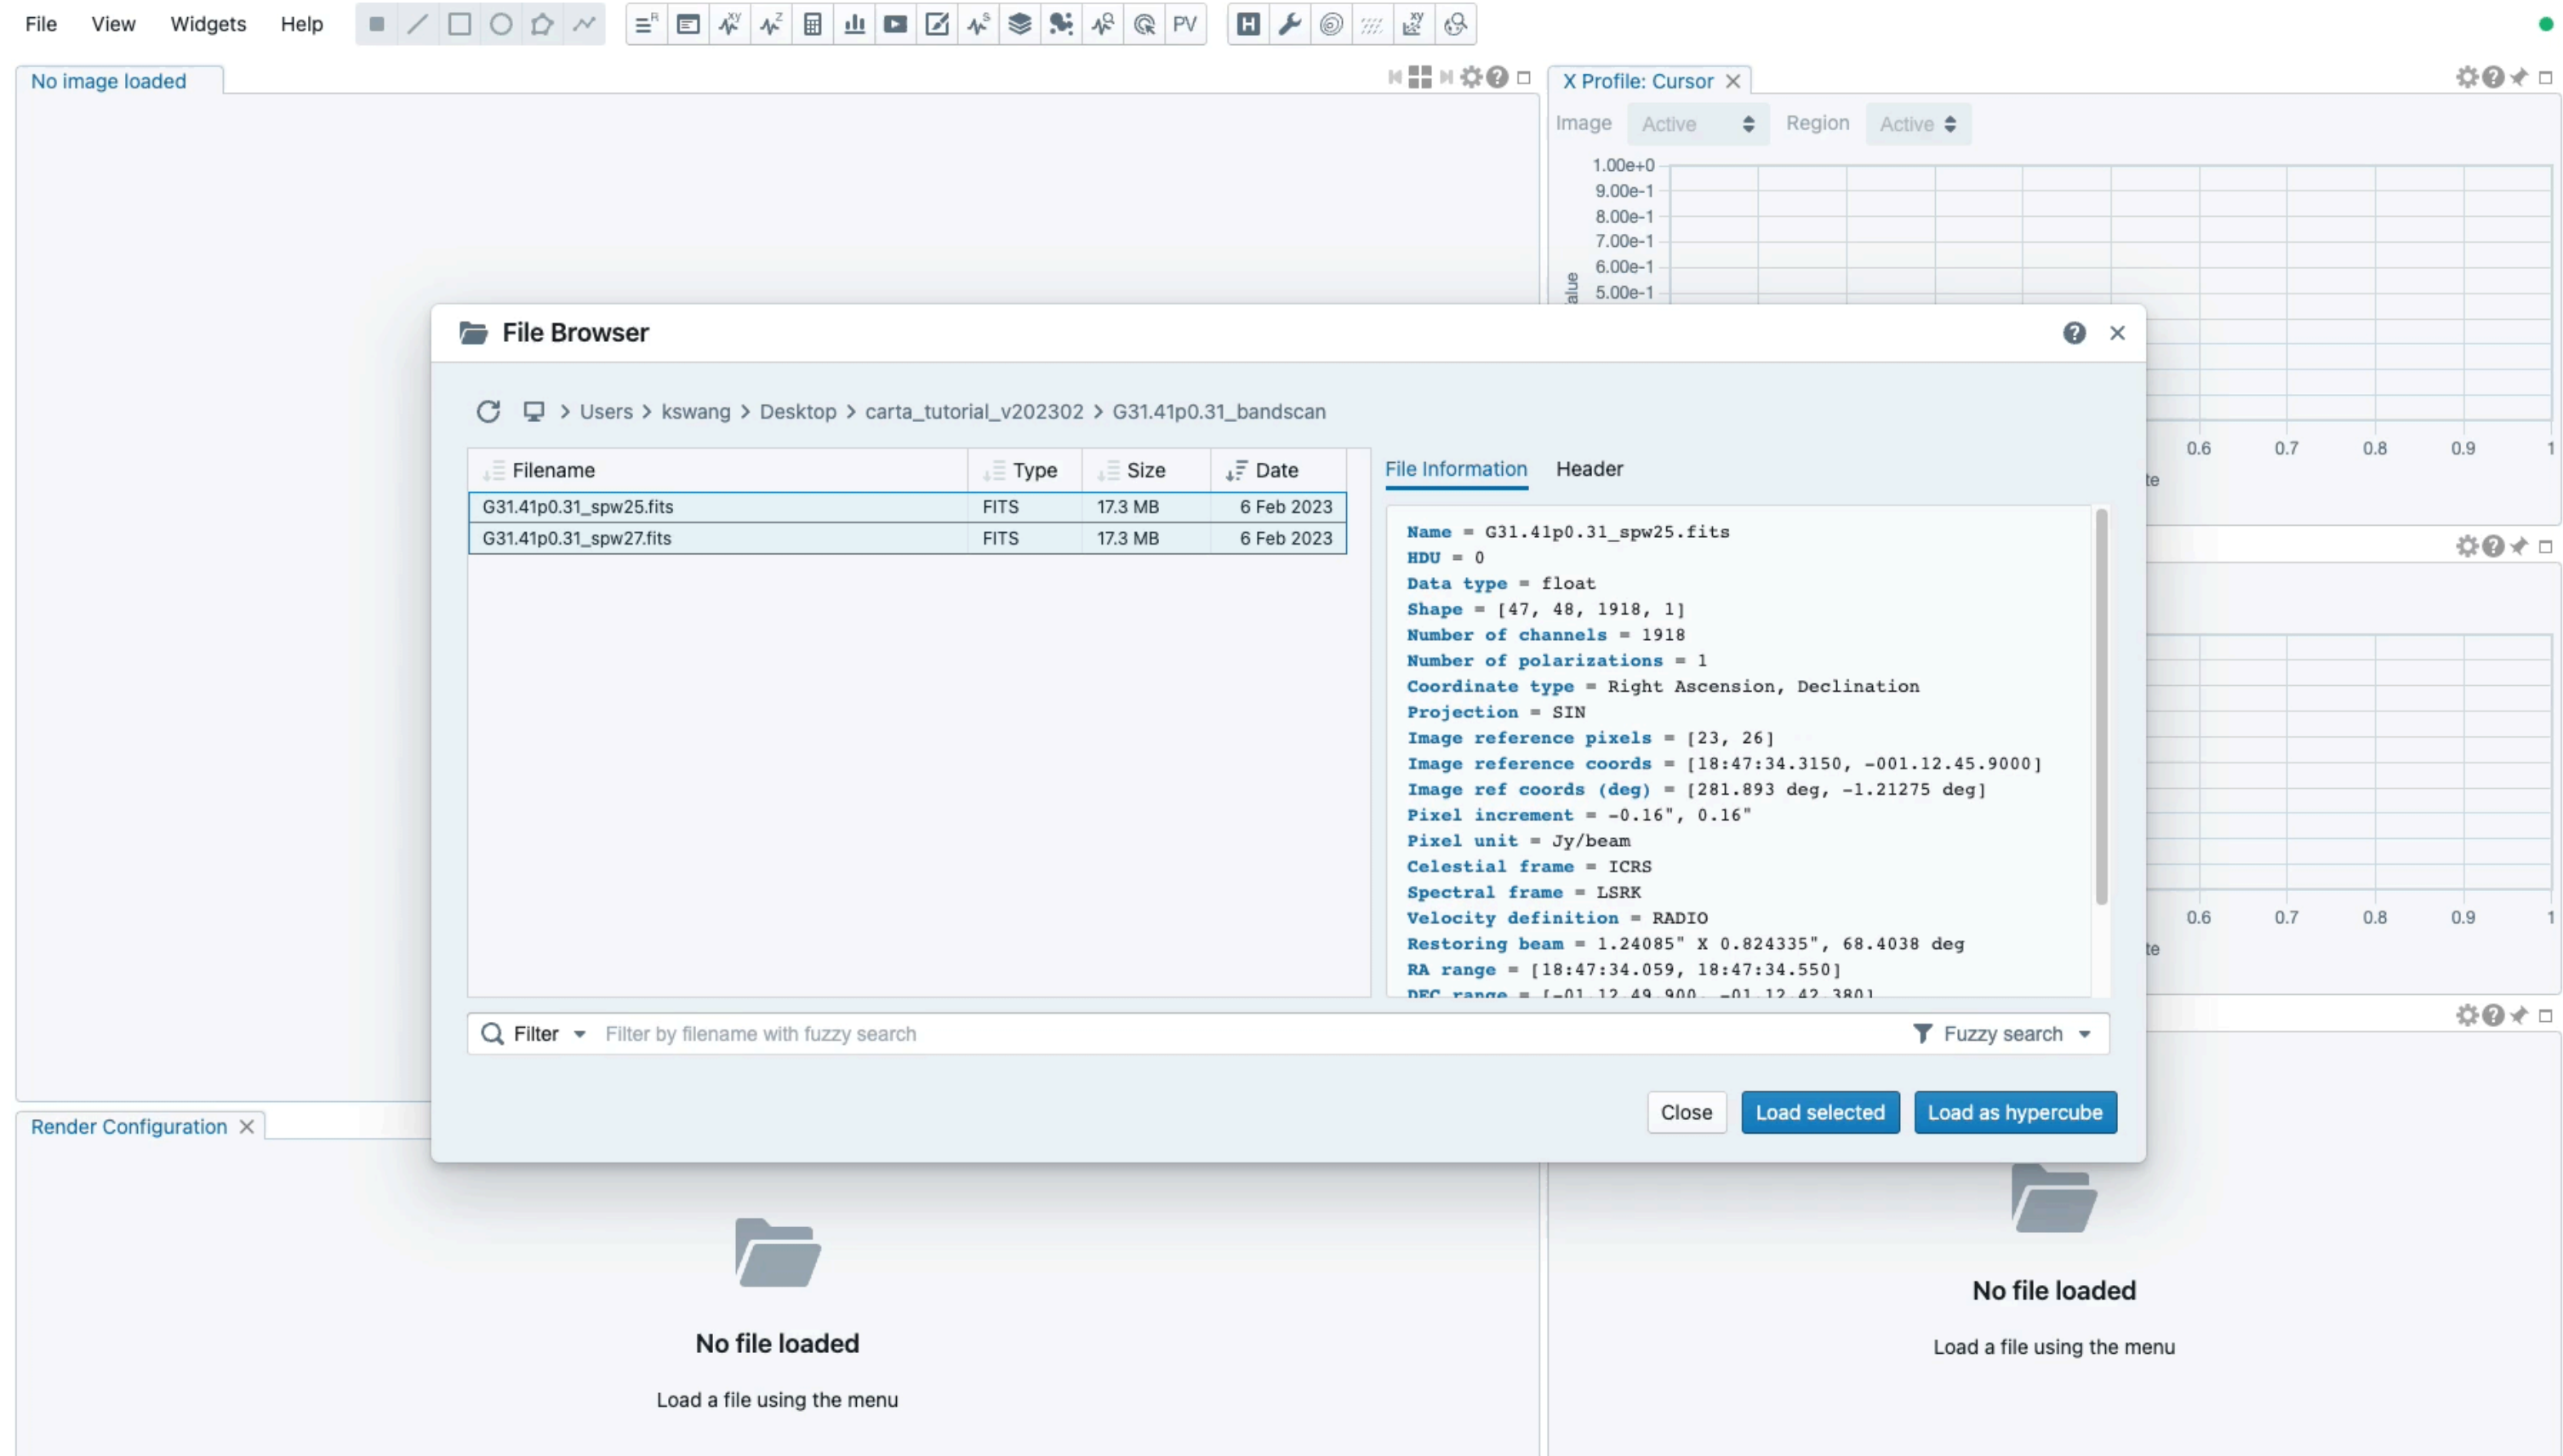 File View Widgets Help PV
No image loaded
X Profile: Cursor
Image Active Region Active
1.00e+0
9.00e-1
8.00e-1
7.00e-1
6.00e-1
5.00e-1
File Browser
Users > kswang > Desktop > carta_tutorial_v202302 > G31.41p0.31_bandscan
Filename Type Size Date
G31.41p0.31_spw25.fits FITS 17.3 MB 6 Feb 2023
G31.41p0.31_spw27.fits FITS 17.3 MB 6 Feb 2023
File Information Header
Name = G31.41p0.31_spw25.fits
HDU = 0
Data type = float
Shape = [47, 48, 1918, 1]
Number of channels = 1918
Number of polarizations = 1
Coordinate type = Right Ascension, Declination
Projection = SIN
Image reference pixels = [23, 26]
Image reference coords = [18:47:34.3150, -001.12.45.9000]
Image ref coords (deg) = [281.893 deg, -1.21275 deg]
Pixel increment = -0.16", 0.16"
Pixel unit = Jy/beam
Celestial frame = ICRS
Spectral frame = LSRK
Velocity definition = RADIO
Restoring beam = 1.24085" X 0.824335", 68.4038 deg
RA range = [18:47:34.059, 18:47:34.550]
DEC range = [-01.12.49.900, -01.12.42.380]
Filter Filter by filename with fuzzy search Fuzzy search
Close Load selected Load as hypercube
0.6 0.7 0.8 0.9 1
0.6 0.7 0.8 0.9 1
Render Configuration
No file loaded
Load a file using the menu
No file loaded
Load a file using the menu